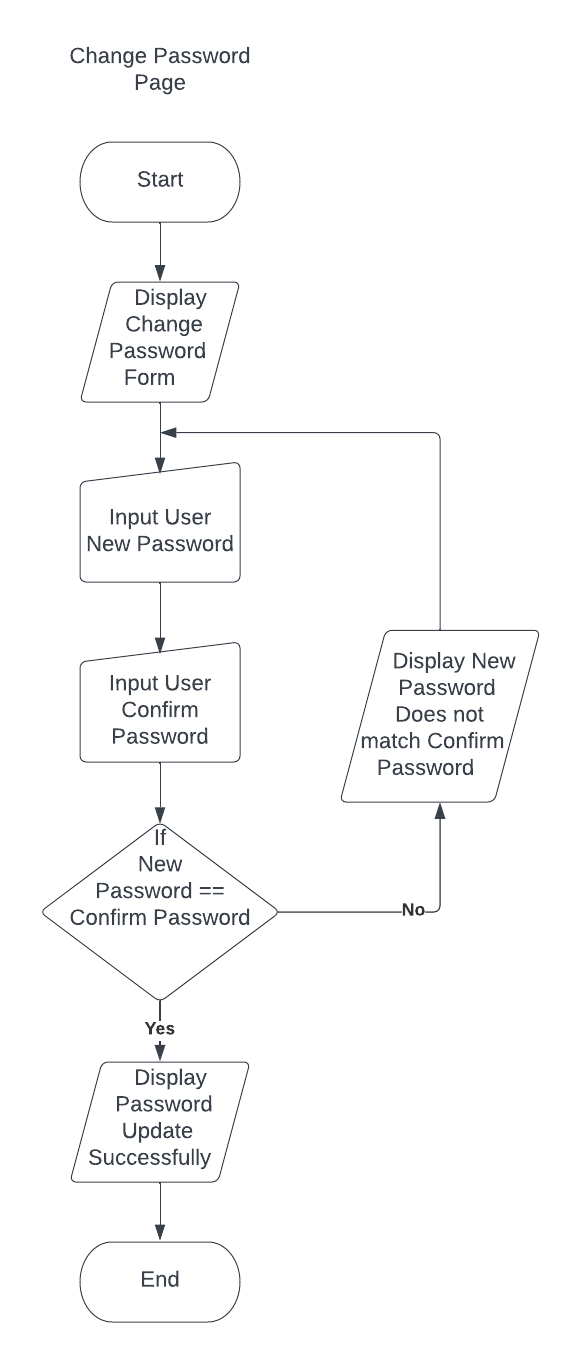 Change Password
Page
Start
Display
Change
Password
Form
Input User
New Password
Input User
Confirm
Password
Display New
Password
Does not
match Confirm
Password
If
New
Password ==
Confirm Password
No
Yes
Display
Password
Update
Successfully
End